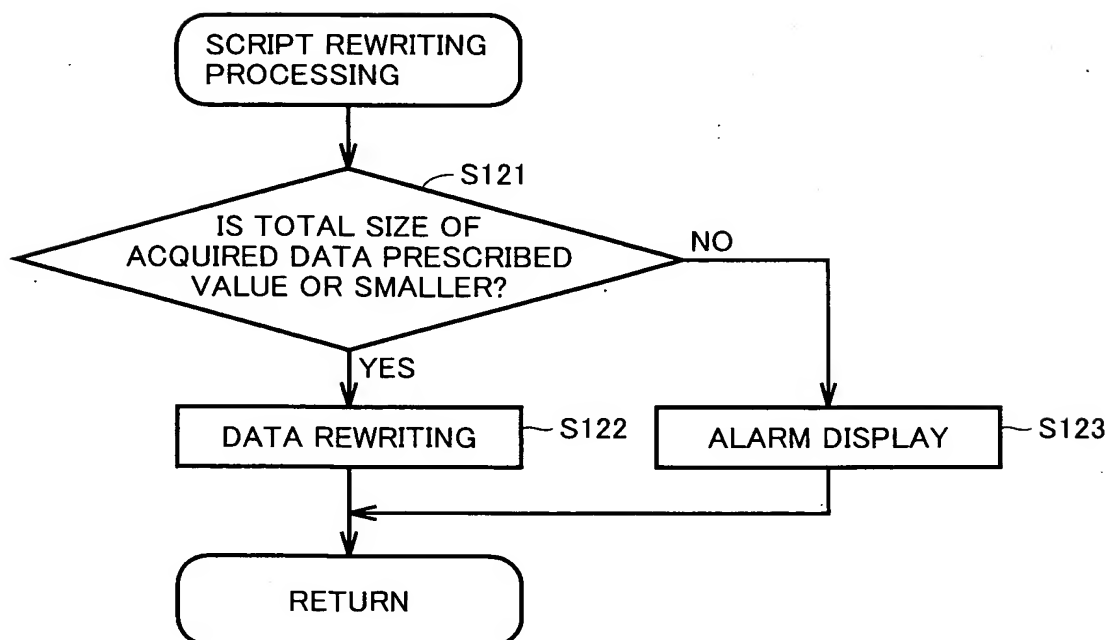 SCRIPT REWRITING
PROCESSING
S121
IS TOTAL SIZE OF
ACQUIRED DATA PRESCRIBED
VALUE OR SMALLER?
NO
YES
DATA REWRITING
S122
ALARM DISPLAY
S123
RETURN